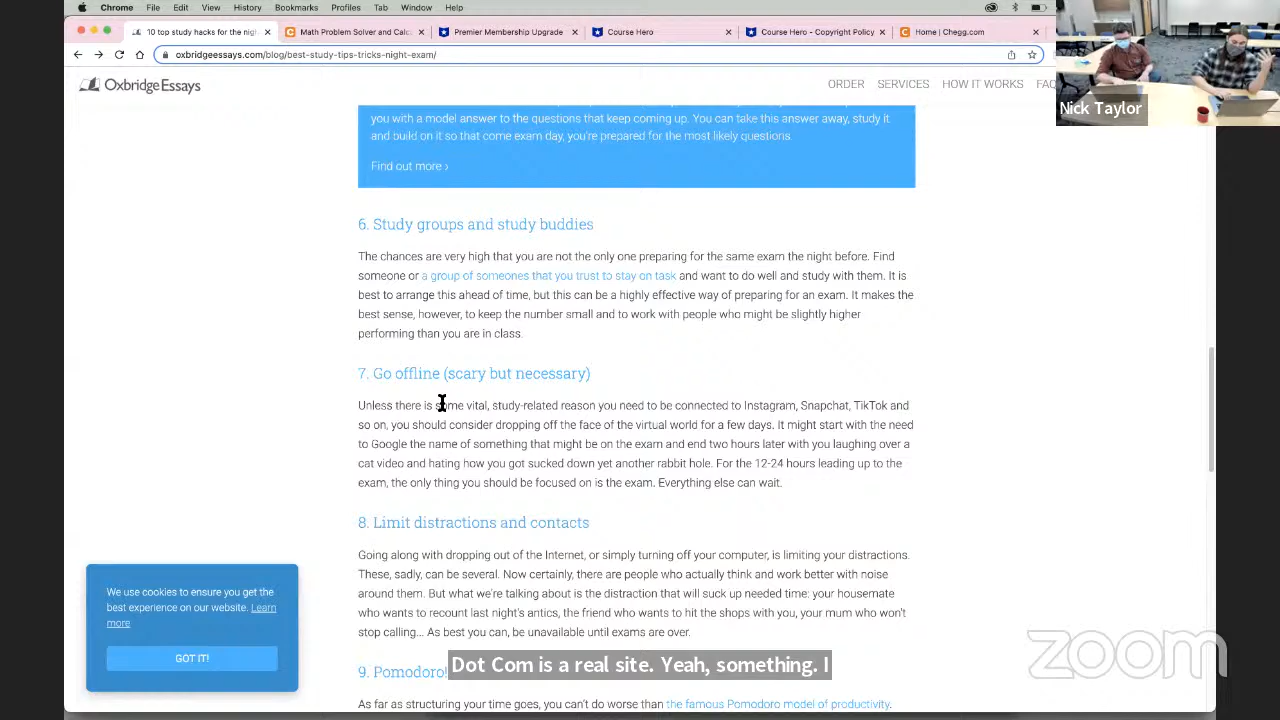 Chrome File Edit View History Bookmarks Profiles Tab Window Help
10 top study hacks for the nigh
Math Problem Solver and Calc
Premier Membership Upgrade
Course Hero
Course Hero - Copyright Policy
Home | Chegg.com
oxbridgeessays.com/blog/best-study-tips-tricks-night-exam/
Nick Taylor
OxbridgeEssays
ORDER SERVICES HOW IT WORKS FAQ
you with a model answer to the questions that keep coming up. You can take this answer away, study it
and build on it so that come exam day, you're prepared for the most likely questions.
Find out more ›
6. Study groups and study buddies
The chances are very high that you are not the only one preparing for the same exam the night before. Find
someone or a group of someones that you trust to stay on task and want to do well and study with them. It is
best to arrange this ahead of time, but this can be a highly effective way of preparing for an exam. It makes the
best sense, however, to keep the number small and to work with people who might be slightly higher
performing than you are in class.
7. Go offline (scary but necessary)
Unless there is some vital, study-related reason you need to be connected to Instagram, Snapchat, TikTok and
so on, you should consider dropping off the face of the virtual world for a few days. It might start with the need
to Google the name of something that might be on the exam and end two hours later with you laughing over a
cat video and hating how you got sucked down yet another rabbit hole. For the 12-24 hours leading up to the
exam, the only thing you should be focused on is the exam. Everything else can wait.
8. Limit distractions and contacts
Going along with dropping out of the Internet, or simply turning off your computer, is limiting your distractions.
These, sadly, can be several. Now certainly, there are people who actually think and work better with noise
around them. But what we're talking about is the distraction that will suck up needed time: your housemate
who wants to recount last night's antics, the friend who wants to hit the shops with you, your mum who won't
stop calling... As best you can, be unavailable until exams are over.
9. Pomodoro!
As far as structuring your time goes, you can't do worse than the famous Pomodoro model of productivity.
We use cookies to ensure you get the
best experience on our website. Learn
more
GOT IT!
Dot Com is a real site. Yeah, something. I
zoom